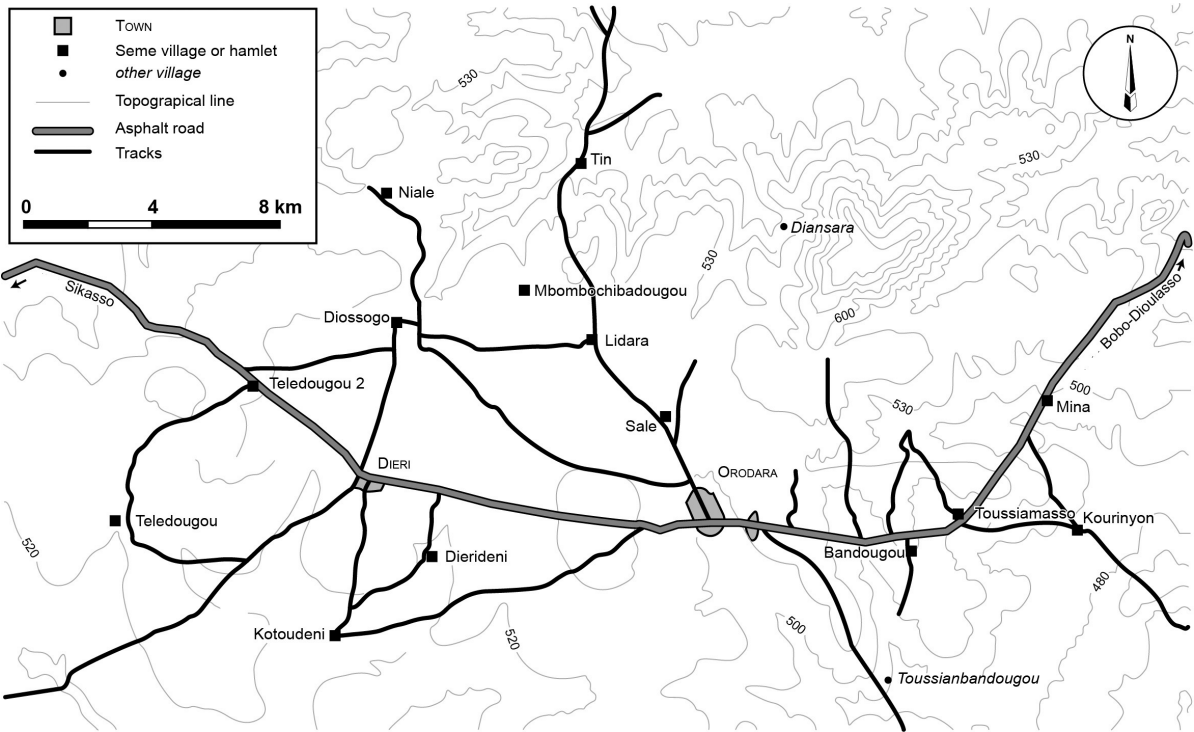 TOWN
Seme village or hamlet
other village
Topograpical line
Asphalt road
Tracks
0 4 8 km
N
530
530
Tin
Niale
Diansara
530
Sikasso
Mbombochibadougou
Bobo-Dioulasso
Diossogo
600
Lidara
Teledougou 2
500
Mina
530
Sale
DIERI
ORODARA
Teledougou
Toussiamasso
Kourinyon
520
Dierideni
Bandougou
480
Kotoudeni
520
500
Toussianbandougou